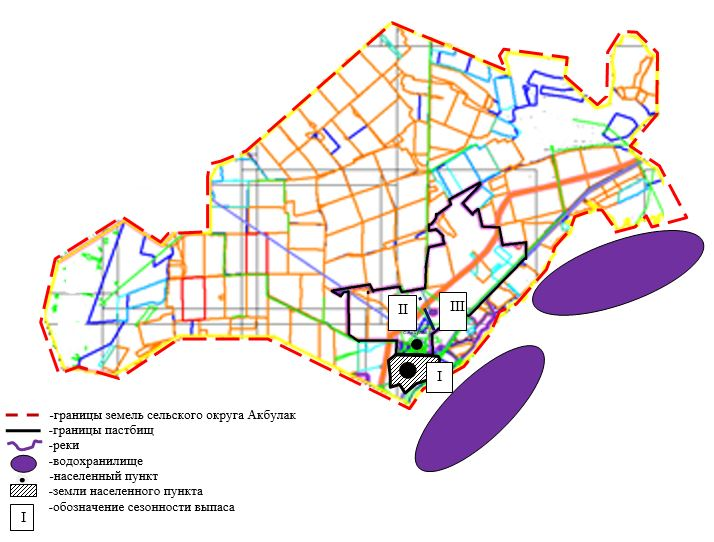 II
III
I
-границы земель сельского округа Акбулак
-границы пастбищ
-реки
-водохранилище
-населенный пункт
-земли населенного пункта
I -обозначение сезонности выпаса